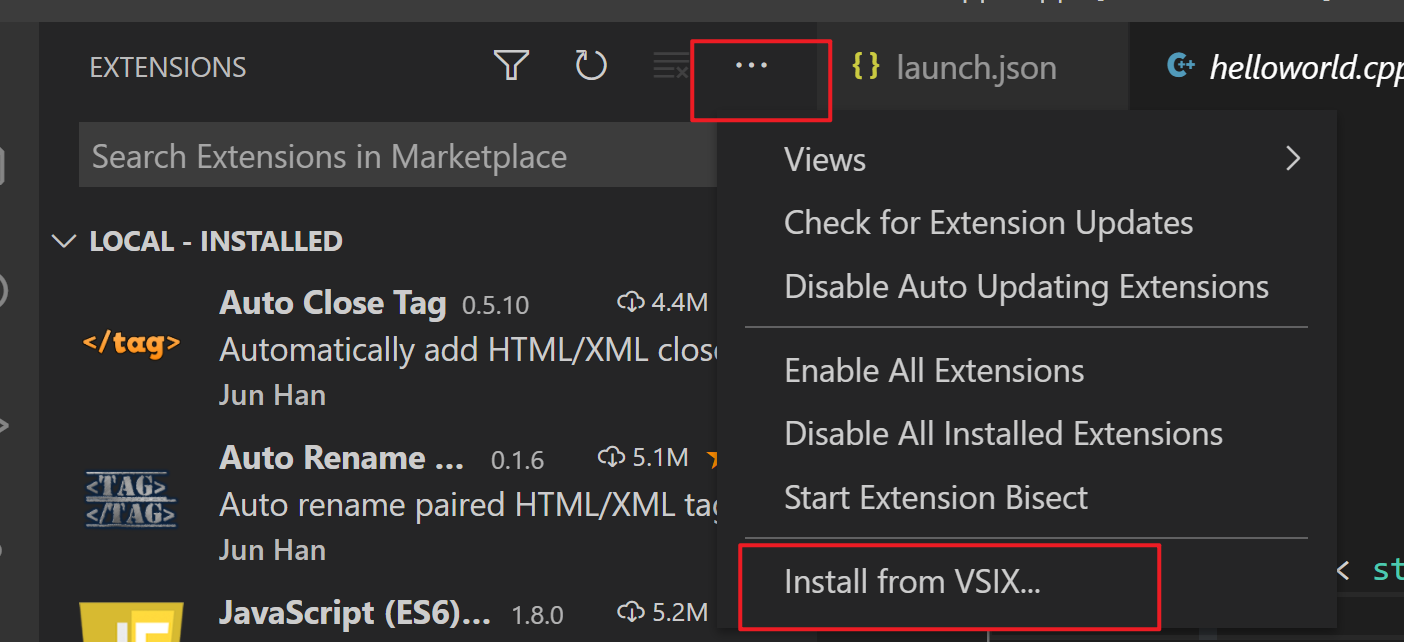 EXTENSIONS
...
{} launch.json
helloworld.cpp
Search Extensions in Marketplace
LOCAL - INSTALLED
</tag>
Auto Close Tag 0.5.10 4.4M
Automatically add HTML/XML close
Jun Han
<TAG>
</TAG>
Auto Rename ... 0.1.6 5.1M
Auto rename paired HTML/XML tag
Jun Han
JavaScript (ES6)... 1.8.0 5.2M
Views
Check for Extension Updates
Disable Auto Updating Extensions
Enable All Extensions
Disable All Installed Extensions
Start Extension Bisect
Install from VSIX...
< st